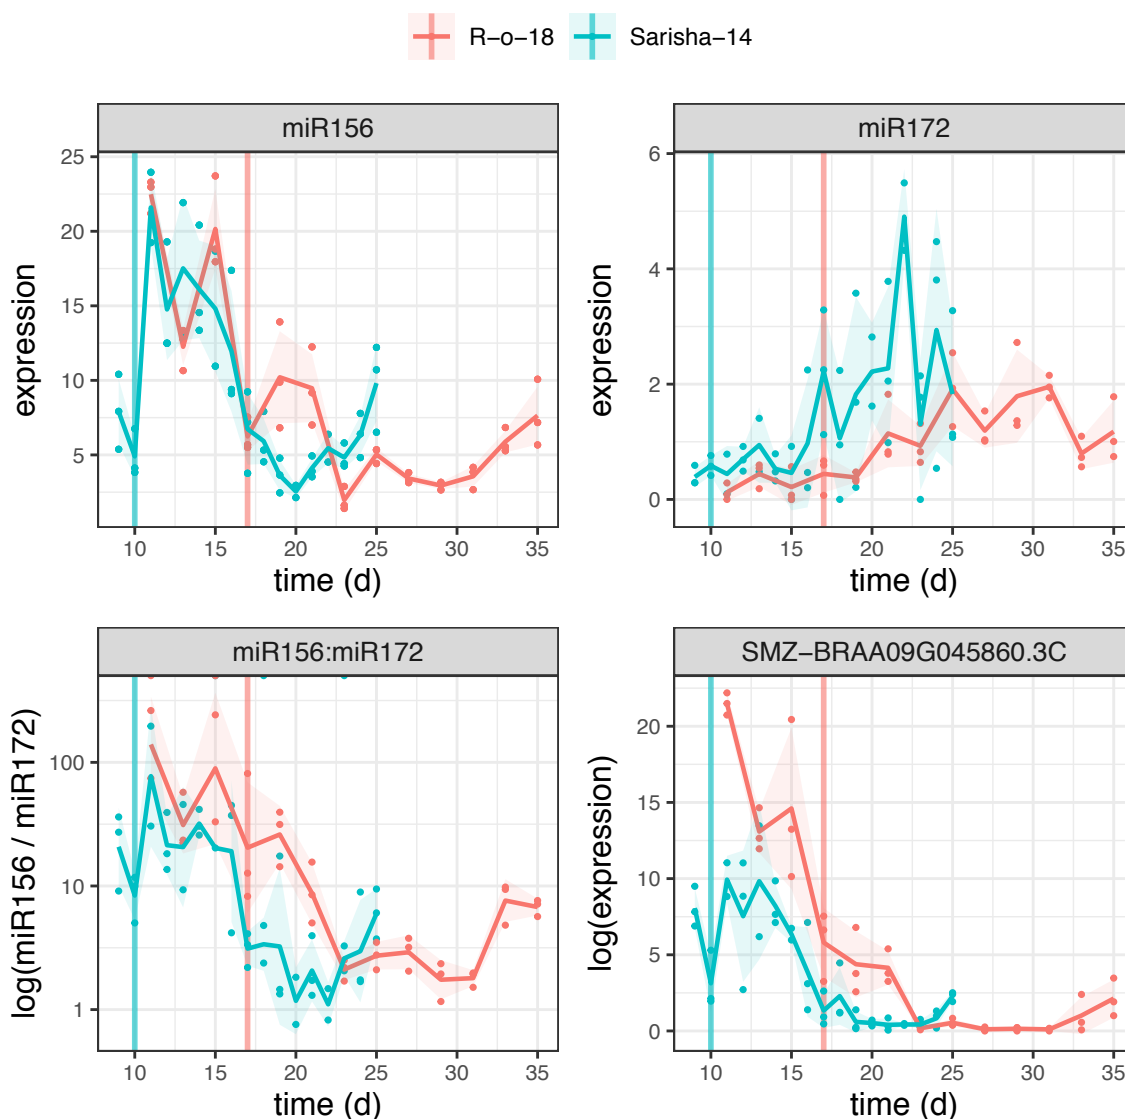 R−o−18 Sarisha−14
miR156
25
20
15
10
5
expression
10 15 20 25 30 35
time (d)
miR172
6
4
2
0
expression
10 15 20 25 30 35
time (d)
miR156:miR172
100
10
1
log(miR156 / miR172)
10 15 20 25 30 35
time (d)
SMZ−BRAA09G045860.3C
20
15
10
5
0
log(expression)
10 15 20 25 30 35
time (d)